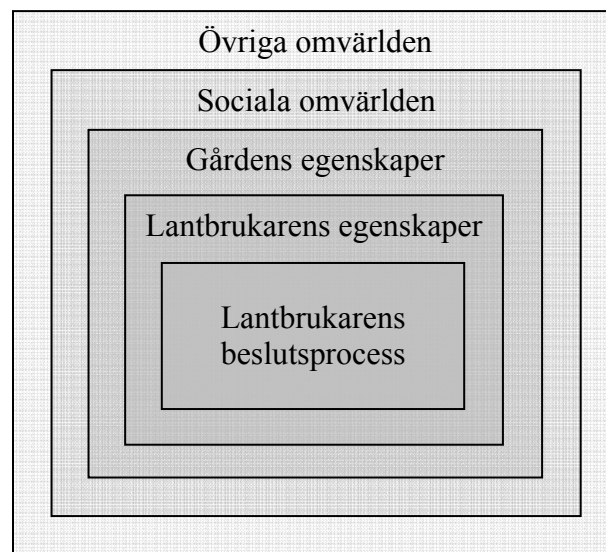 Övriga omvärlden
Sociala omvärlden
Gårdens egenskaper
Lantbrukarens egenskaper
Lantbrukarens
beslutsprocess